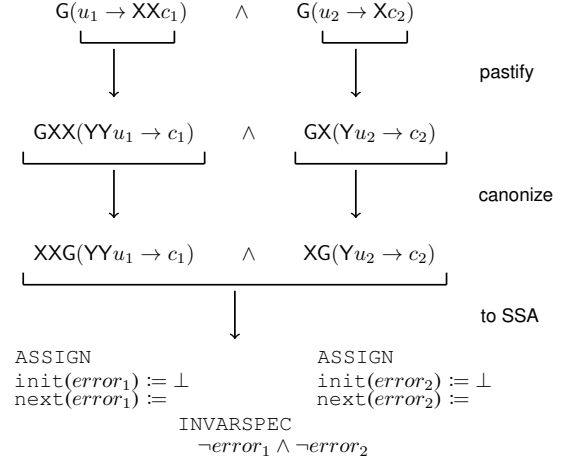 G(u₁ → XXc₁) ∧ G(u₂ → Xc₂)
pastify
GXX(YYu₁ → c₁) ∧ GX(Yu₂ → c₂)
canonize
XXG(YYu₁ → c₁) ∧ XG(Yu₂ → c₂)
to SSA
ASSIGN ASSIGN
init(error₁) := ⊥ init(error₂) := ⊥
next(error₁) := next(error₂) :=
INVARSPEC
¬error₁ ∧ ¬error₂